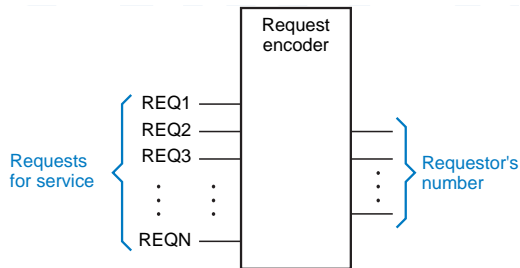 Request
encoder
REQ1
REQ2
REQ3
REQN
Requests
for service
Requestor's
number